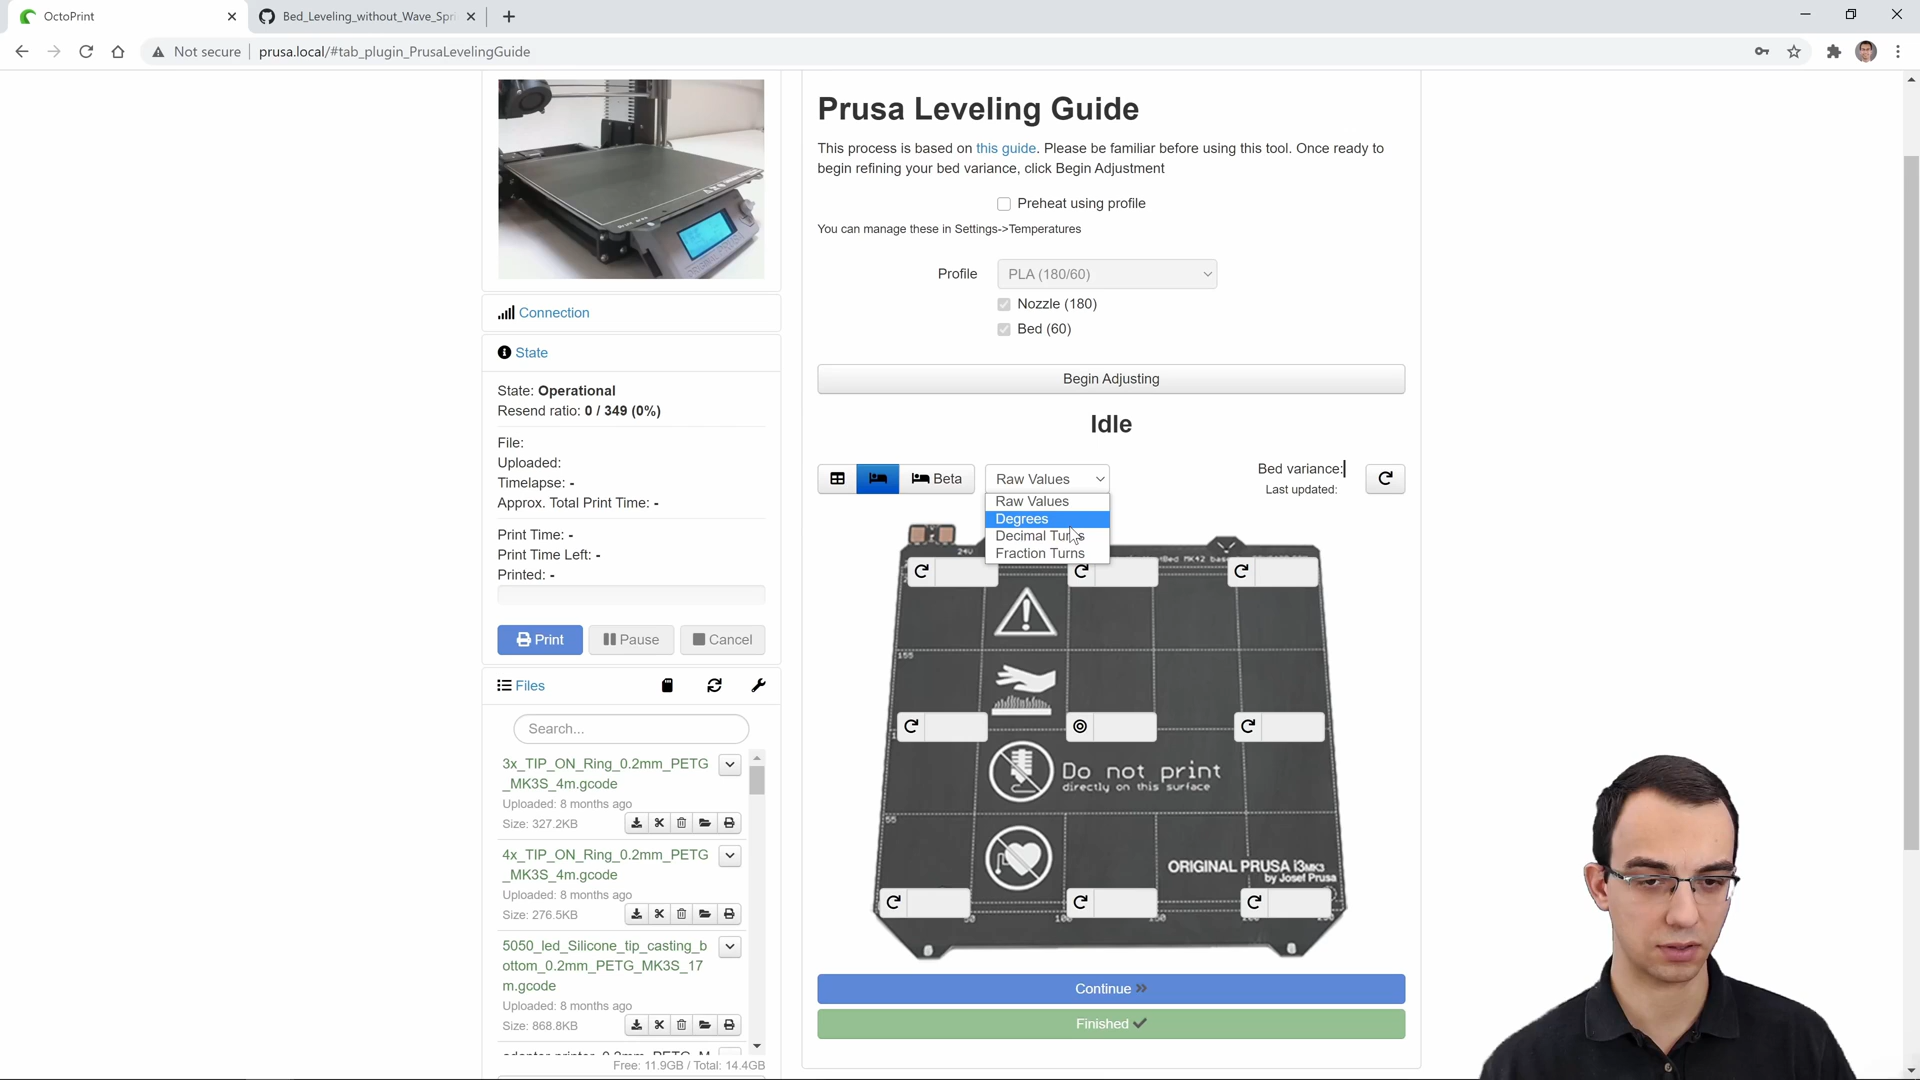 OctoPrint
Bed_Leveling_without_Wave_Spri
Not secure
prusa.local/#tab_plugin_PrusaLevelingGuide
Connection
State
State: Operational
Resend ratio: 0 / 349 (0%)
File:
Uploaded:
Timelapse: -
Approx. Total Print Time: -
Print Time: -
Print Time Left: -
Printed: -
Print
Pause
Cancel
Files
Search...
3x_TIP_ON_Ring_0.2mm_PETG
_MK3S_4m.gcode
Uploaded: 8 months ago
Size: 327.2KB
4x_TIP_ON_Ring_0.2mm_PETG
_MK3S_4m.gcode
Uploaded: 8 months ago
Size: 276.5KB
5050_led_Silicone_tip_casting_b
ottom_0.2mm_PETG_MK3S_17
m.gcode
Uploaded: 8 months ago
Size: 868.8KB
Free: 11.9GB / Total: 14.4GB
Prusa Leveling Guide
This process is based on this guide. Please be familiar before using this tool. Once ready to
begin refining your bed variance, click Begin Adjustment
Preheat using profile
You can manage these in Settings->Temperatures
Profile
PLA (180/60)
Nozzle (180)
Bed (60)
Begin Adjusting
Idle
Beta
Raw Values
Bed variance:
Last updated:
Raw Values
Degrees
Decimal Turns
Fraction Turns
24V
155
Do not print
directly on this surface
55
ORIGINAL PRUSA i3MK3
by Josef Prusa
Continue
Finished